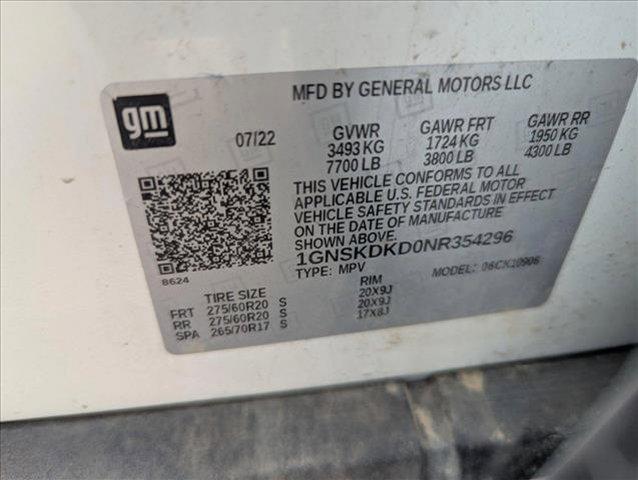 MFD BY GENERAL MOTORS LLC
gm
07/22 GVWR GAWR FRT GAWR RR
3493 KG 1724 KG 1950 KG
7700 LB 3800 LB 4300 LB
THIS VEHICLE CONFORMS TO ALL
APPLICABLE U.S. FEDERAL MOTOR
VEHICLE SAFETY STANDARDS IN EFFECT
ON THE DATE OF MANUFACTURE
SHOWN ABOVE.
1GNSKDKD0NR354296
TYPE: MPV MODEL: 06CK10906
8624
TIRE SIZE RIM
FRT 275/60R20 S 20X9J
RR 275/60R20 S 20X9J
SPA 265/70R17 S 17X8J